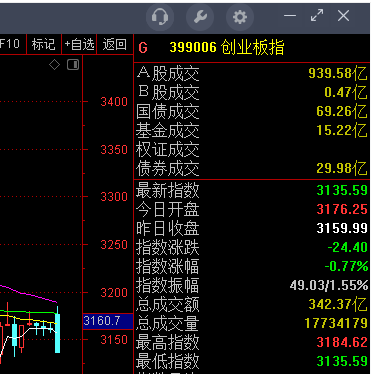 F10 标记 +自选 返回
G 399006 创业板指
A股成交 939.58亿
B股成交 0.47亿
国债成交 69.26亿
基金成交 15.22亿
权证成交
债券成交 29.98亿
最新指数 3135.59
今日开盘 3176.25
昨日收盘 3159.99
指数涨跌 -24.40
指数涨幅 -0.77%
指数振幅 49.03/1.55%
总成交额 342.37亿
总成交量 17734179
最高指数 3184.62
最低指数 3135.59
3400
3350
3300
3250
3200
3160.7
3150